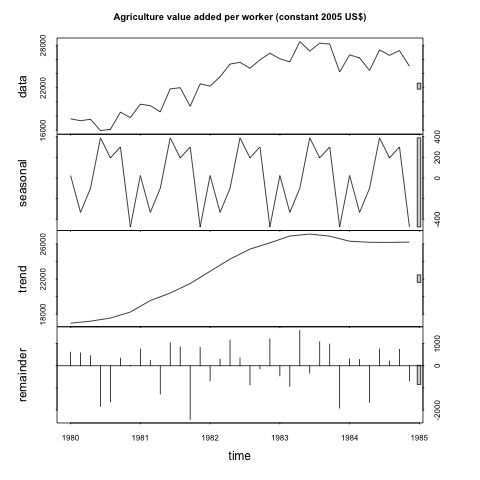 Agriculture value added per worker (constant 2005 US$)
data
16000 22000 28000
seasonal
400 0 200 400
trend
18000 22000 26000
remainder
-2000 0 1000
1980 1981 1982 1983 1984 1985
time